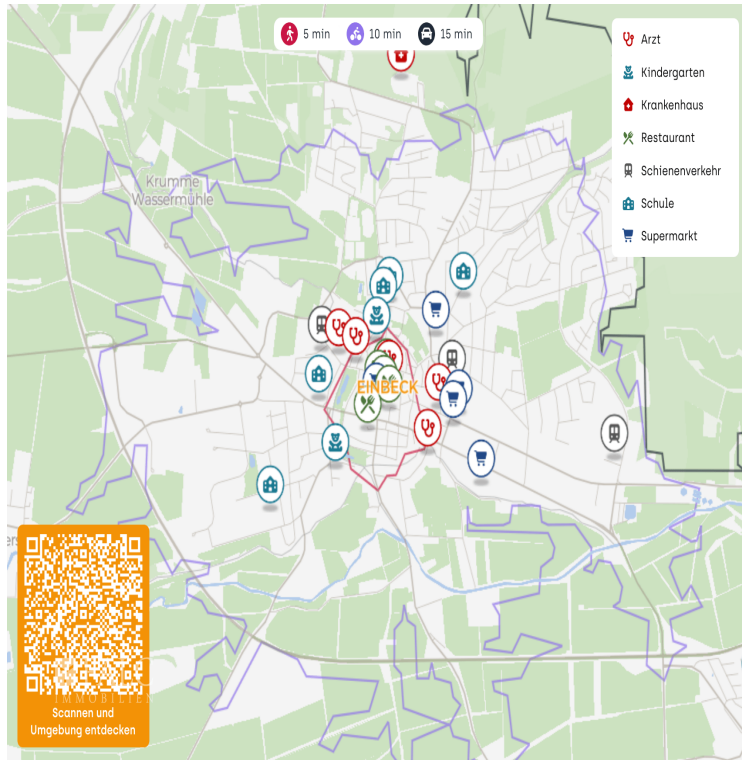 5 min
10 min
15 min
Arzt
Kindergarten
Krankenhaus
Restaurant
Schienenverkehr
Schule
Supermarkt
Krumme
Wassermühle
EINBECK
IMMOBILIEN
Scannen und
Umgebung entdecken